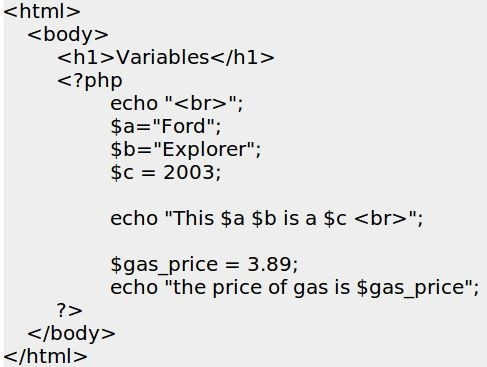 <html>
<body>
<h1>Variables</h1>
<?php
echo "<br>";
$a="Ford";
$b="Explorer";
$c = 2003;
echo "This $a $b is a $c <br>";
$gas_price = 3.89;
echo "the price of gas is $gas_price";
?>
</body>
</html>